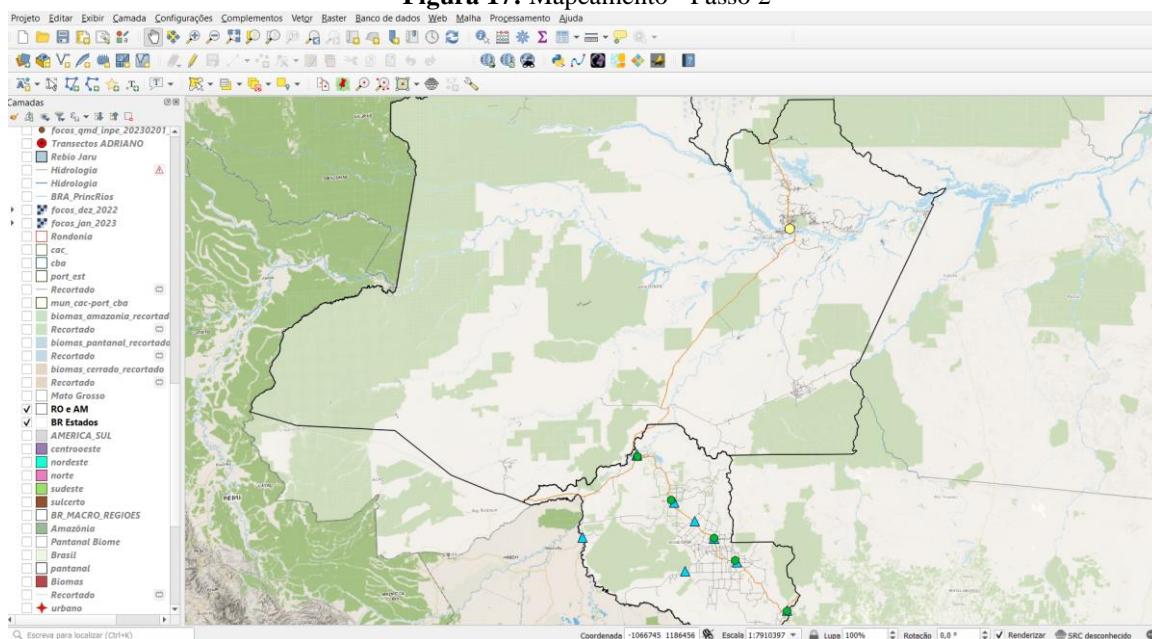 Figura 17: Mapeamento - Passo 2
Projeto Editar Exibir Camada Configurações Complementos Vetor Raster Banco de dados Web Malha Processamento Ajuda
Camadas
focos_qmd_inpe_20230201_
Transectos ADRIANO
Rebio Jaru
Hidrologia
Hidrologia
BRA_PrincRios
focos_dez_2022
focos_jan_2023
Rondonia
cac_
cba
port_est
Recortado
mun_cac-port_cba
biomas_amazonia_recortad
Recortado
biomas_pantanal_recortado
Recortado
biomas_cerrado_recortado
Recortado
Mato Grosso
RO e AM
BR Estados
AMERICA_SUL
centrooeste
nordeste
norte
sudeste
sulcerto
BR_MACRO_REGIOES
Amazônia
Pantanal Biome
Brasil
pantanal
Biomas
Recortado
urbano
Escreva para localizar (Ctrl+K)
Coordenada -1066745 1186456 Escala 1:7910397 Lupa 100% Rotação 0,0 ° Renderizar SRC desconhecido